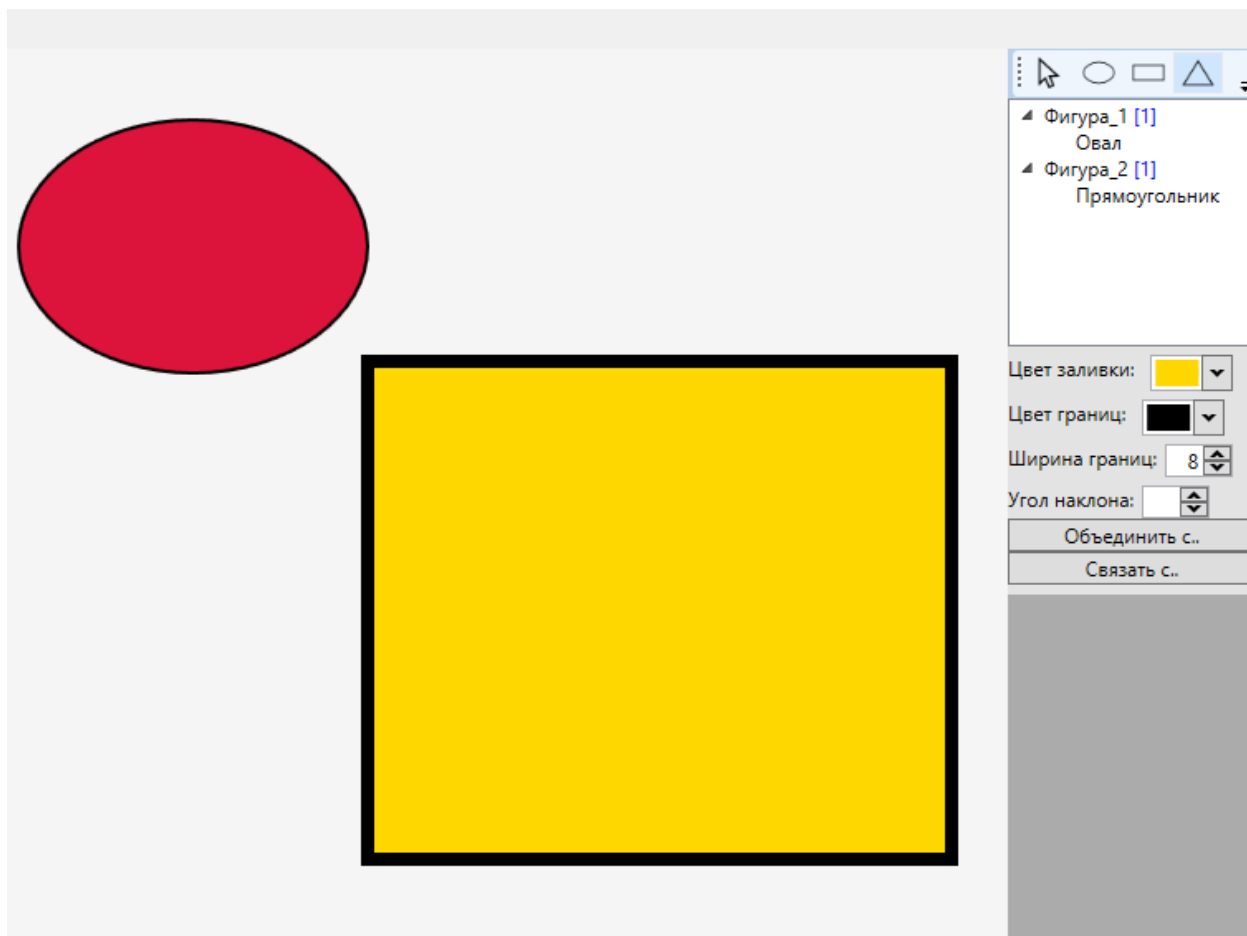 Фигура_1 [1]
Овал
Фигура_2 [1]
Прямоугольник
Цвет заливки:
Цвет границ:
Ширина границ: 8
Угол наклона:
Объединить с..
Связать с..